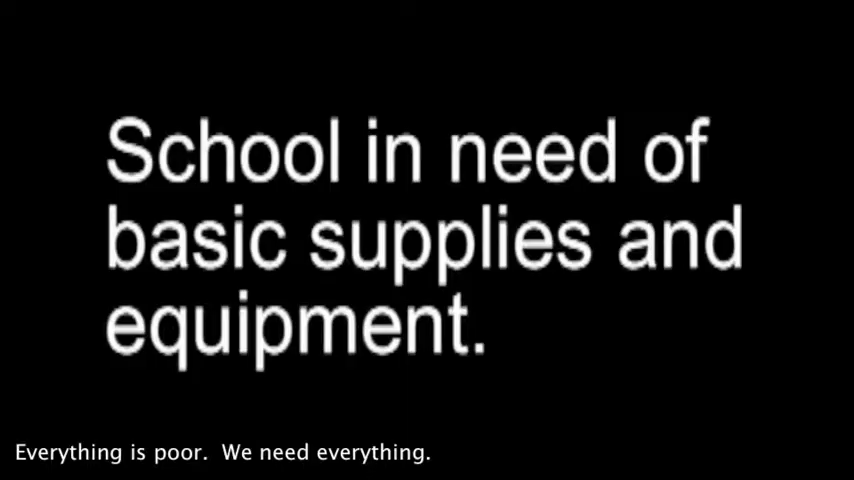 School in need of
basic supplies and
equipment.
Everything is poor.  We need everything.